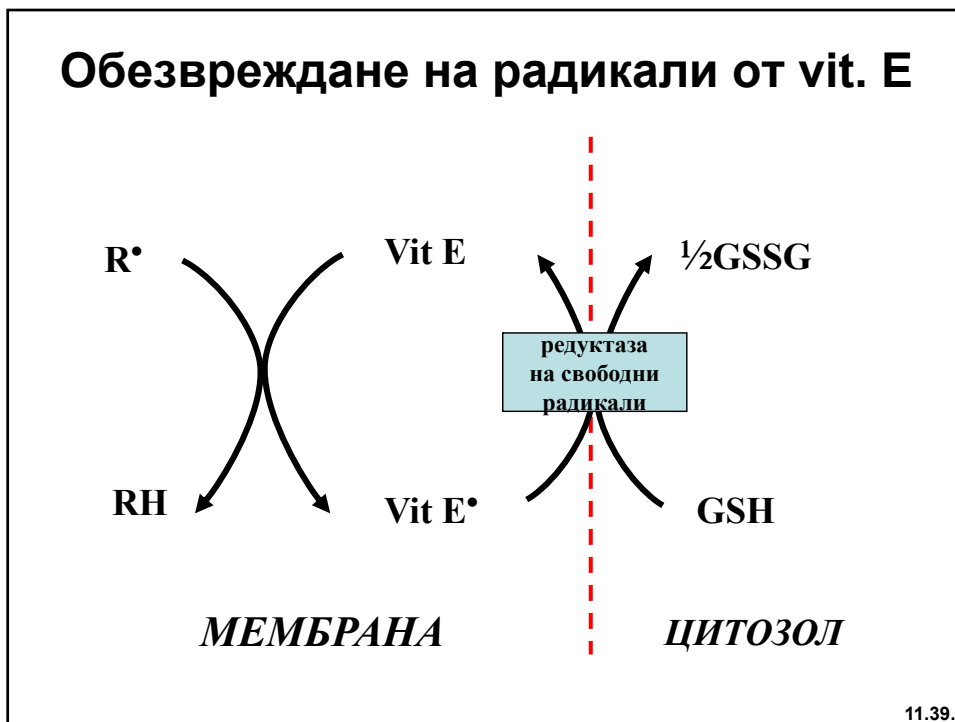 Обезвреждане на радикали от vit. E
R• Vit E ½GSSG
редуктаза
на свободни
радикали
RH Vit E• GSH
МЕМБРАНА ЦИТОЗОЛ
11.39.